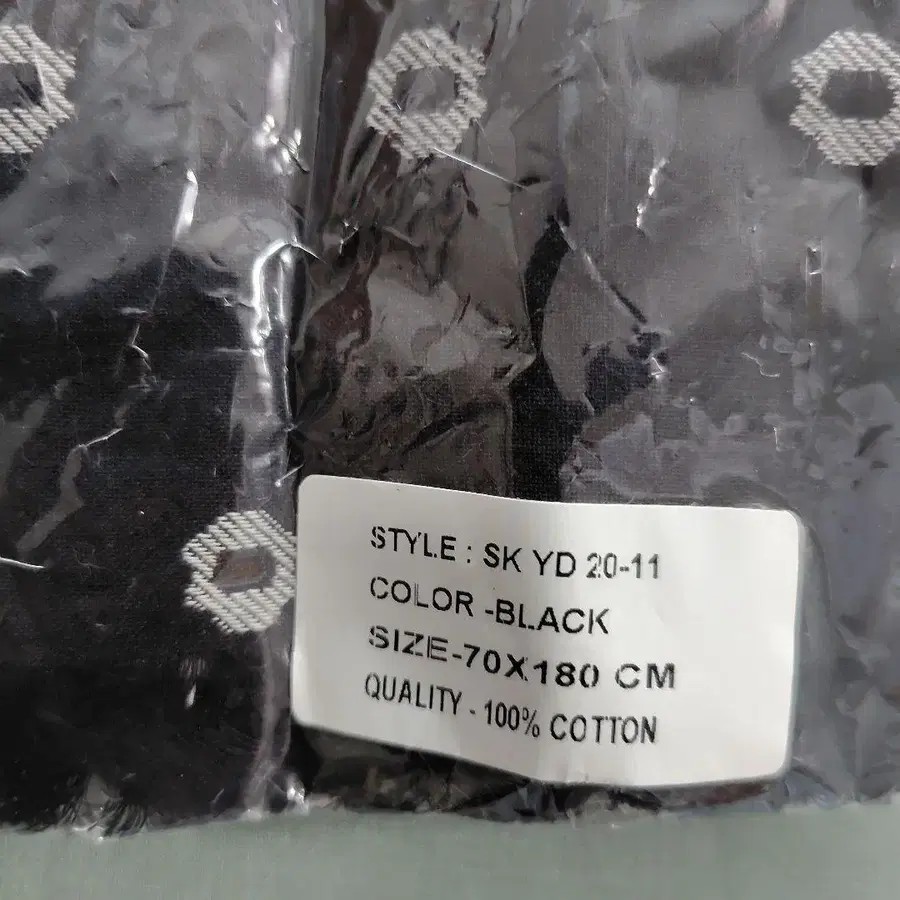 STYLE : SK YD 20-11
COLOR -BLACK
SIZE-70X180 CM
QUALITY - 100% COTTON